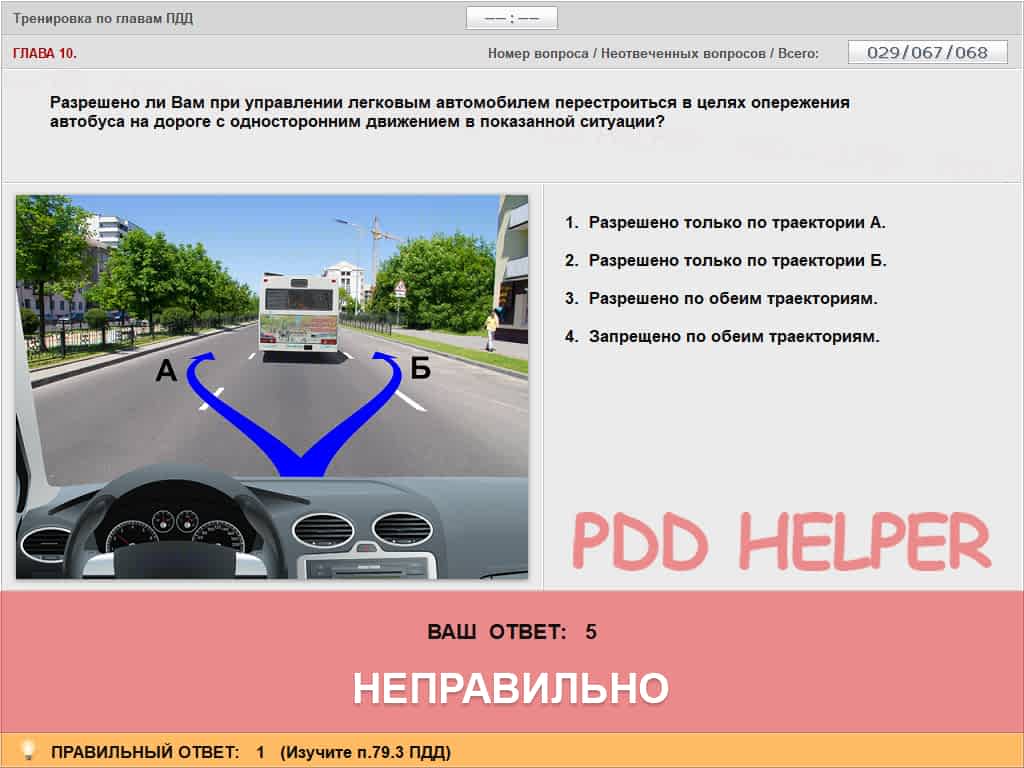 Тренировка по главам ПДД
—— : ——
ГЛАВА 10.
Номер вопроса / Неотвеченных вопросов / Всего:
029/067/068
Разрешено ли Вам при управлении легковым автомобилем перестроиться в целях опережения
автобуса на дороге с односторонним движением в показанной ситуации?
А
Б
1. Разрешено только по траектории А.
2. Разрешено только по траектории Б.
3. Разрешено по обеим траекториям.
4. Запрещено по обеим траекториям.
PDD HELPER
ВАШ ОТВЕТ: 5
НЕПРАВИЛЬНО
ПРАВИЛЬНЫЙ ОТВЕТ: 1 (Изучите п.79.3 ПДД)